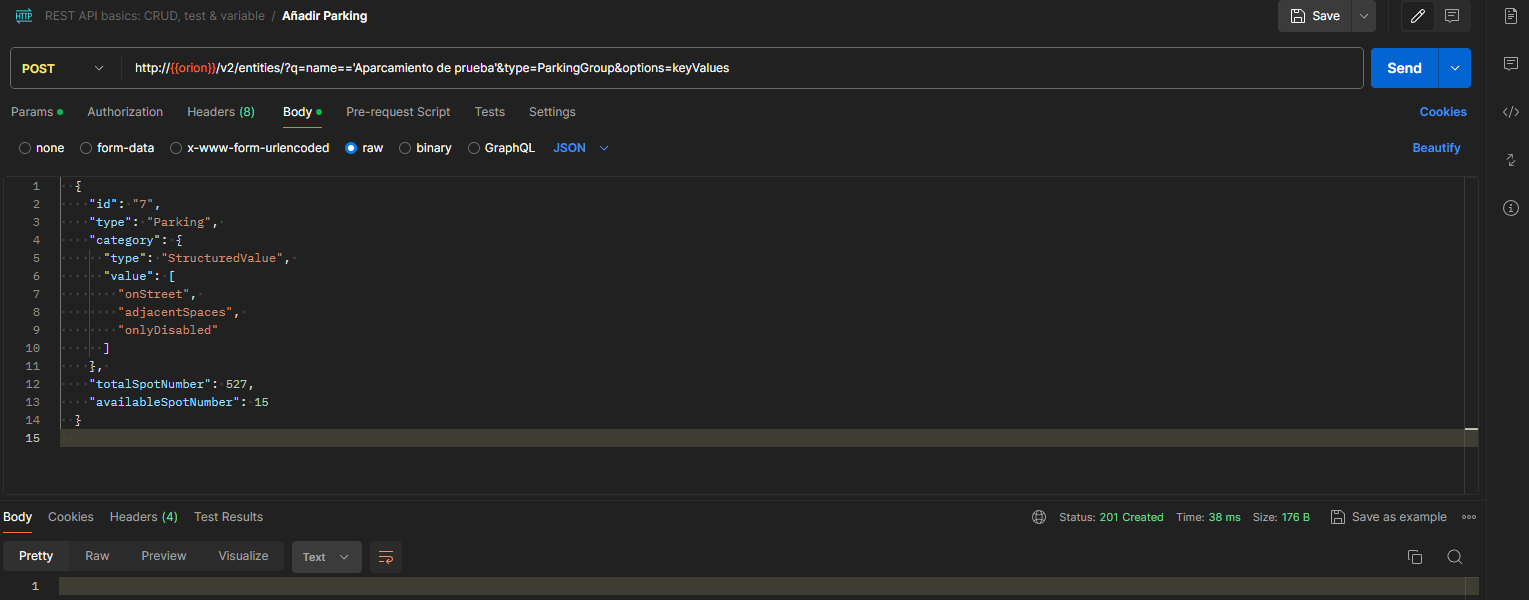 HTTP REST API basics: CRUD, test & variable / Añadir Parking Save
POST http://{{orion}}/v2/entities/?q=name=='Aparcamiento de prueba'&type=ParkingGroup&options=keyValues Send
Params Authorization Headers (8) Body Pre-request Script Tests Settings Cookies
none form-data x-www-form-urlencoded raw binary GraphQL JSON Beautify
1 {
2 "id": "7",
3 "type": "Parking",
4 "category": {
5 "type": "StructuredValue",
6 "value": [
7 "onStreet",
8 "adjacentSpaces",
9 "onlyDisabled"
10 ]
11 },
12 "totalSpotNumber": 527,
13 "availableSpotNumber": 15
14 }
15
Body Cookies Headers (4) Test Results Status: 201 Created Time: 38 ms Size: 176 B Save as example
Pretty Raw Preview Visualize Text
1